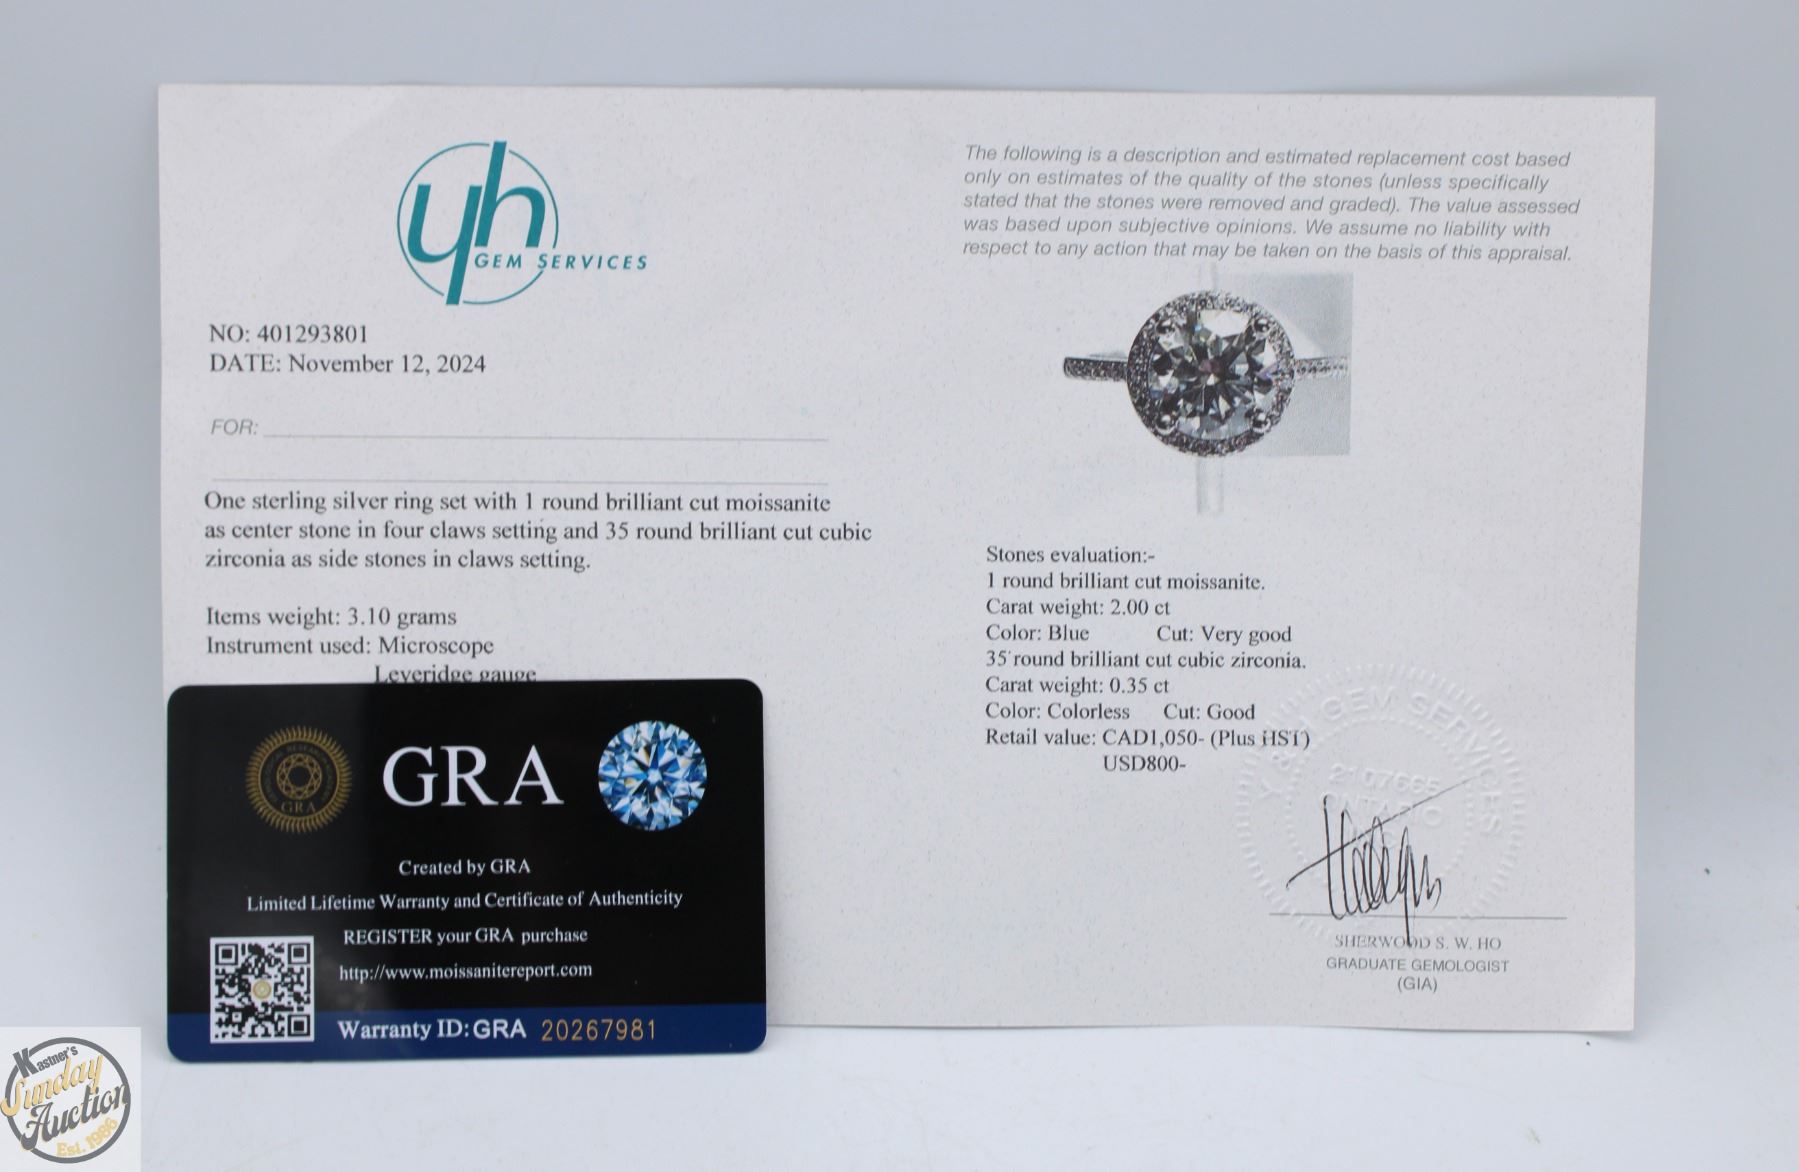 yh
GEM SERVICES
NO: 401293801
DATE: November 12, 2024
FOR:
One sterling silver ring set with 1 round brilliant cut moissanite
as center stone in four claws setting and 35 round brilliant cut cubic
zirconia as side stones in claws setting.
Items weight: 3.10 grams
Instrument used: Microscope
Leveridge gauge
The following is a description and estimated replacement cost based
only on estimates of the quality of the stones (unless specifically
stated that the stones were removed and graded). The value assessed
was based upon subjective opinions. We assume no liability with
respect to any action that may be taken on the basis of this appraisal.
Stones evaluation:-
1 round brilliant cut moissanite.
Carat weight: 2.00 ct
Color: Blue Cut: Very good
35 round brilliant cut cubic zirconia.
Carat weight: 0.35 ct
Color: Colorless Cut: Good
Retail value: CAD1,050- (Plus HST)
USD800-
Y & H GEM SERVICES
2107665
ONTARIO
INC.
SHERWOOD S. W. HO
GRADUATE GEMOLOGIST
(GIA)
GRA
GRA
Created by GRA
Limited Lifetime Warranty and Certificate of Authenticity
REGISTER your GRA purchase
http://www.moissanitereport.com
Warranty ID: GRA 20267981
Kastner's
Sunday
Auction
Est. 1986